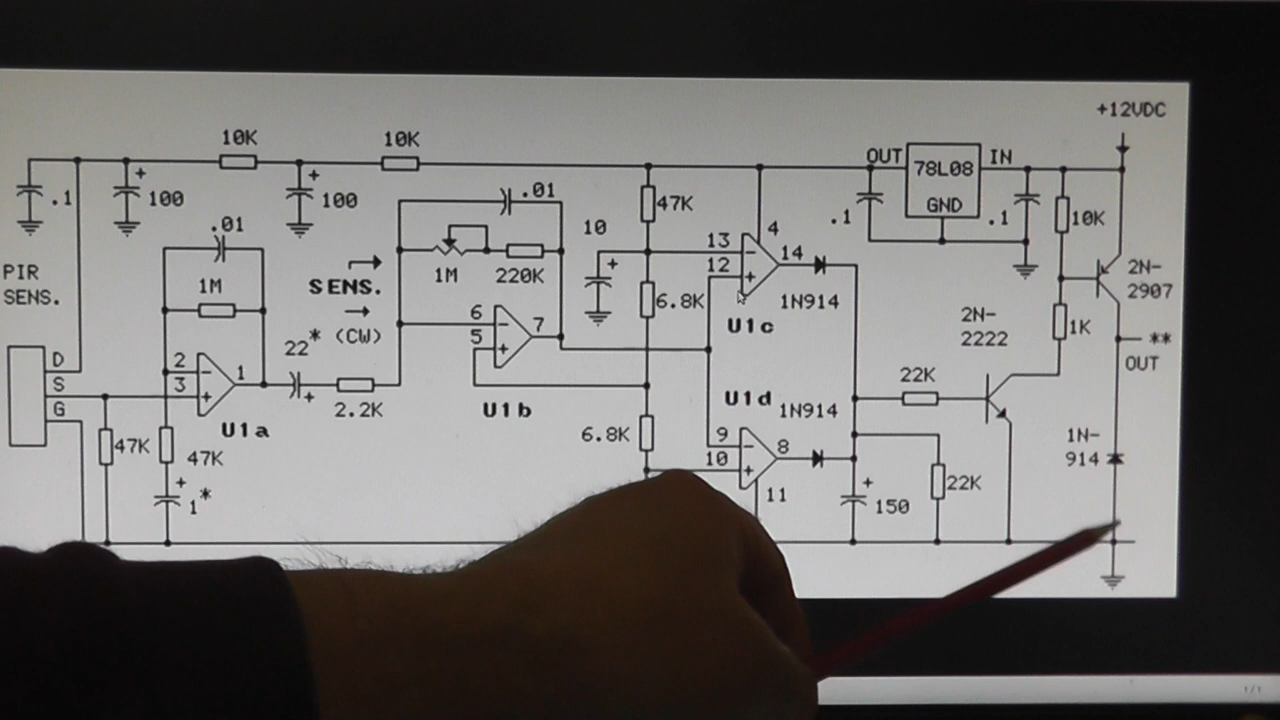 +12VDC
10K
10K
OUT
78L08
IN
GND
.1
.1
.1
+
100
+
100
.01
.01
47K
10
+
13
-
12
+
4
14
1N914
U1c
10K
2N-
2907
PIR
SENS.
1M
SENS.
(CW)
1M
220K
6.8K
2N-
2222
1K
**
OUT
D
S
G
2
-
3
+
1
U1a
22*
+
2.2K
6
-
5
+
7
U1b
U1d
1N914
22K
47K
47K
+
1*
6.8K
9
-
10
+
8
11
+
150
22K
1N-
914
1/1